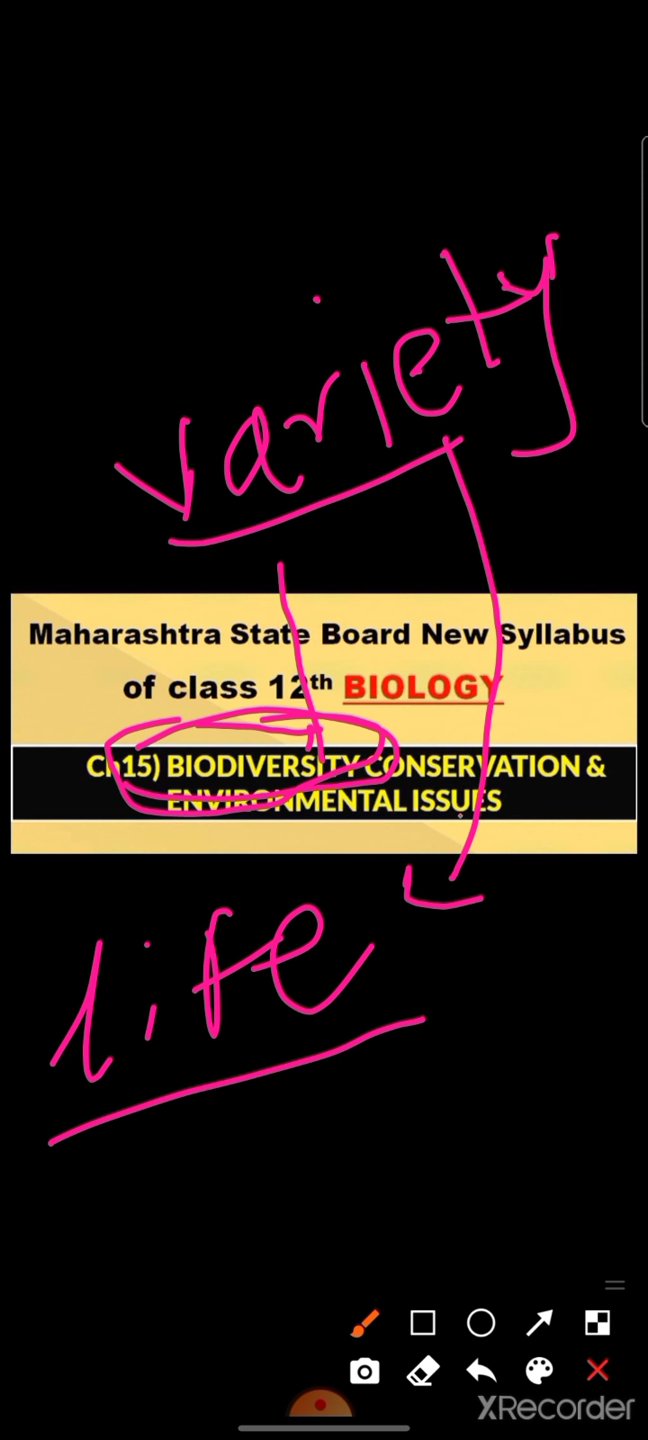 variety
Maharashtra State Board New Syllabus
of class 12th BIOLOGY
Ch15) BIODIVERSITY CONSERVATION &
ENVIRONMENTAL ISSUES
life
XRecorder